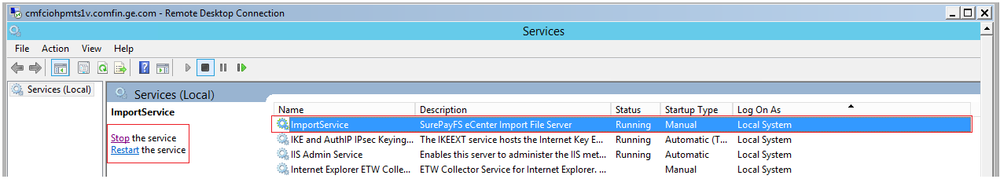 cmfciohpmts1v.comfin.ge.com - Remote Desktop Connection
Services
File Action View Help
Services (Local)
Services (Local)
ImportService
Stop the service
Restart the service
Name Description Status Startup Type Log On As
ImportService SurePayFS eCenter Import File Server Running Manual Local System
IKE and AuthIP IPsec Keying... The IKEEXT service hosts the Internet Key E... Running Automatic (T... Local System
IIS Admin Service Enables this server to administer the IIS met... Running Automatic Local System
Internet Explorer ETW Colle... ETW Collector Service for Internet Explorer. ... Manual Local System